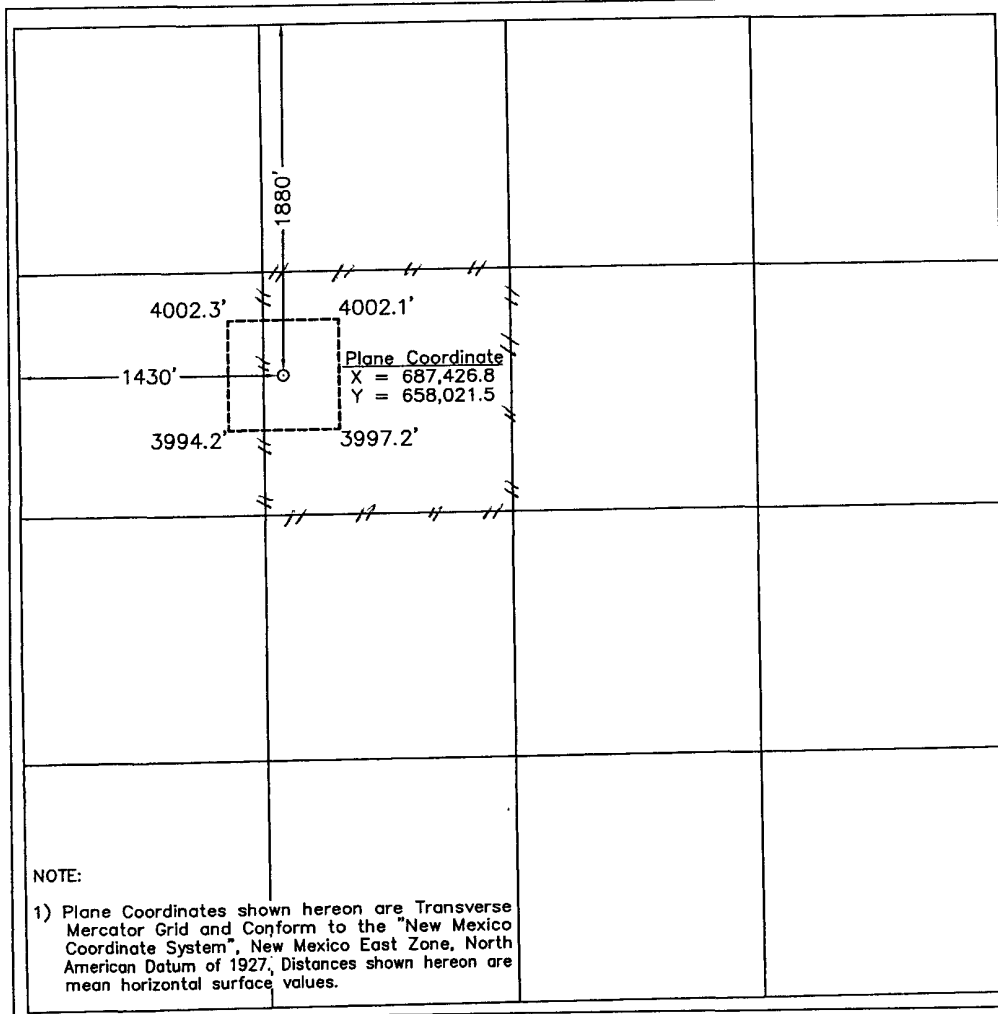 1880'
4002.3'
4002.1'
Plane Coordinate
X = 687,426.8
Y = 658,021.5
1430'
3994.2'
3997.2'
NOTE:
1) Plane Coordinates shown hereon are Transverse
Mercator Grid and Conform to the "New Mexico
Coordinate System", New Mexico East Zone, North
American Datum of 1927. Distances shown hereon are
mean horizontal surface values.